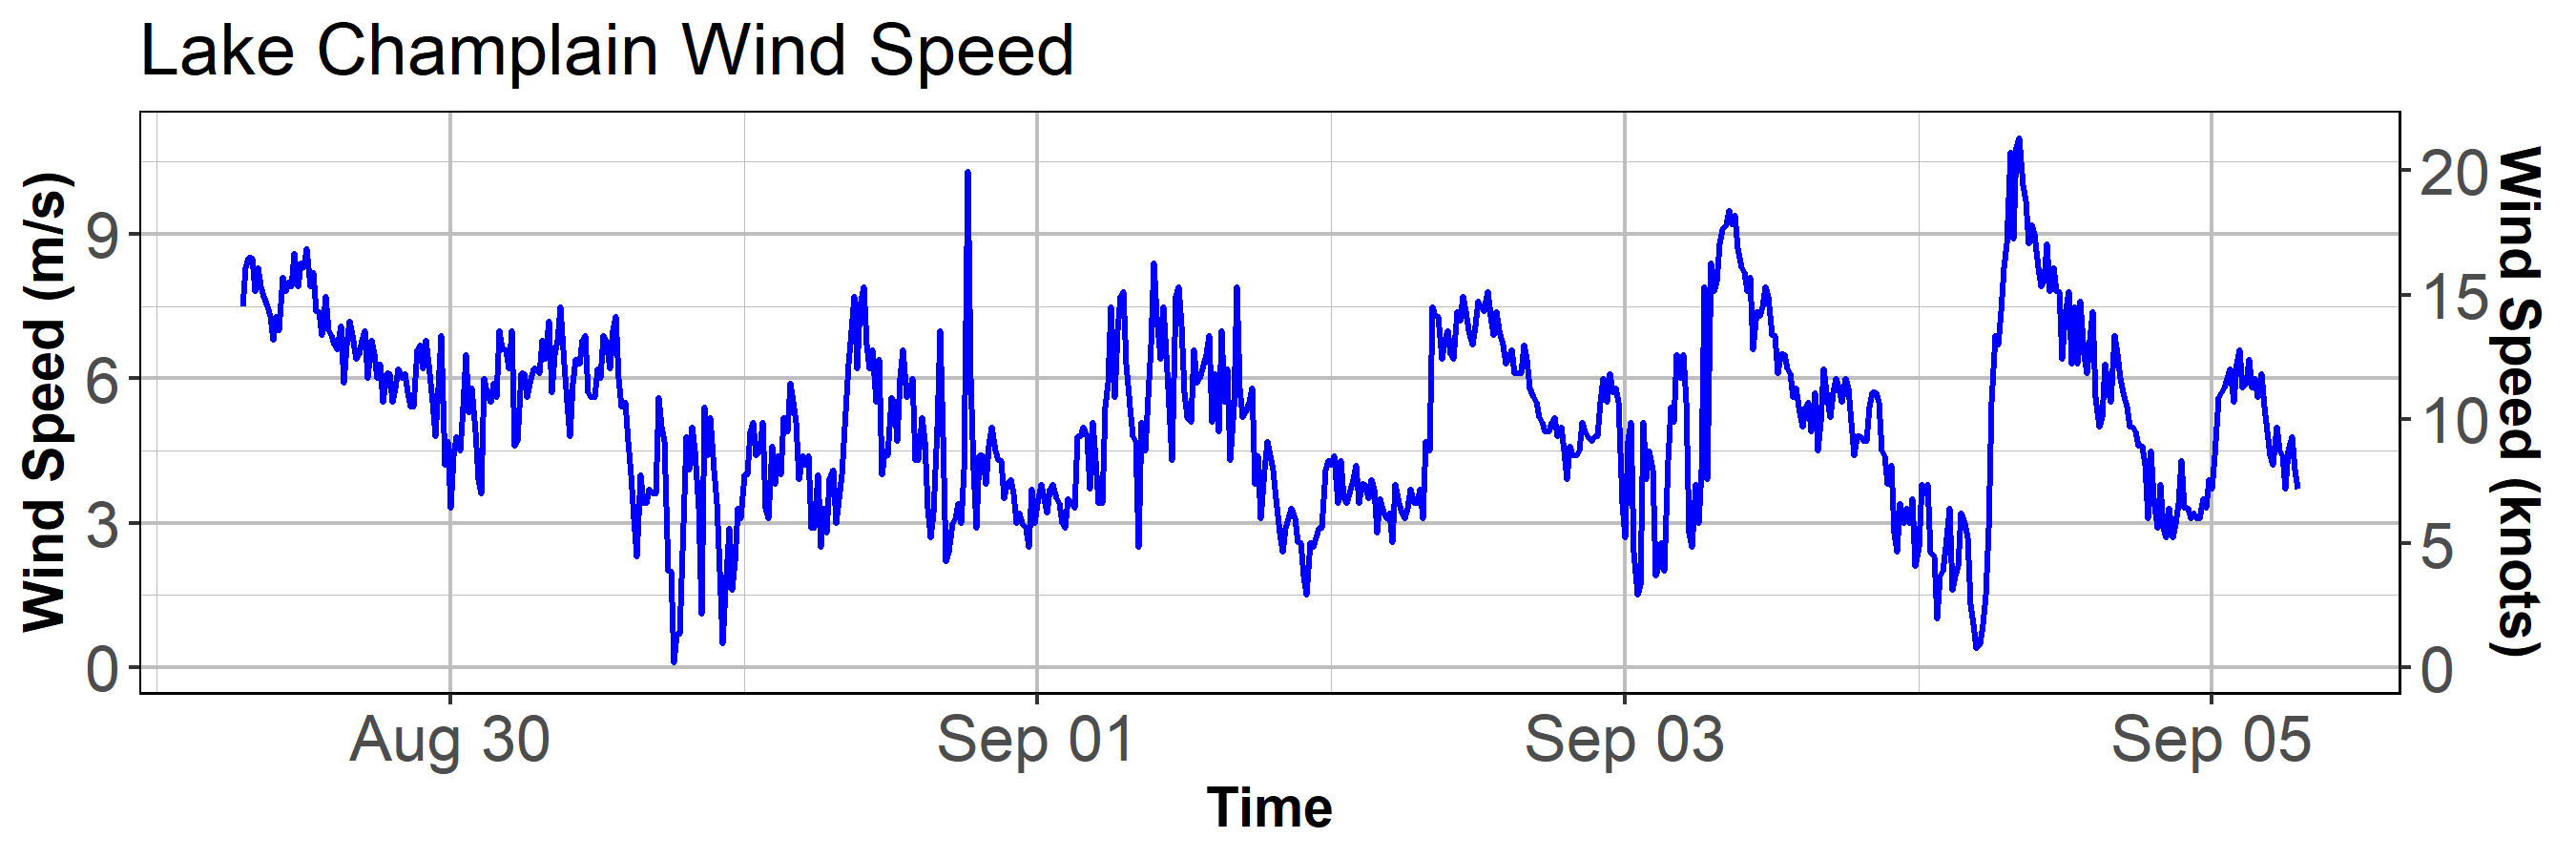 Lake Champlain Wind Speed
Wind Speed (m/s)
9
6
3
0
20
15
10
5
0
Wind Speed (knots)
Aug 30
Sep 01
Sep 03
Sep 05
Time